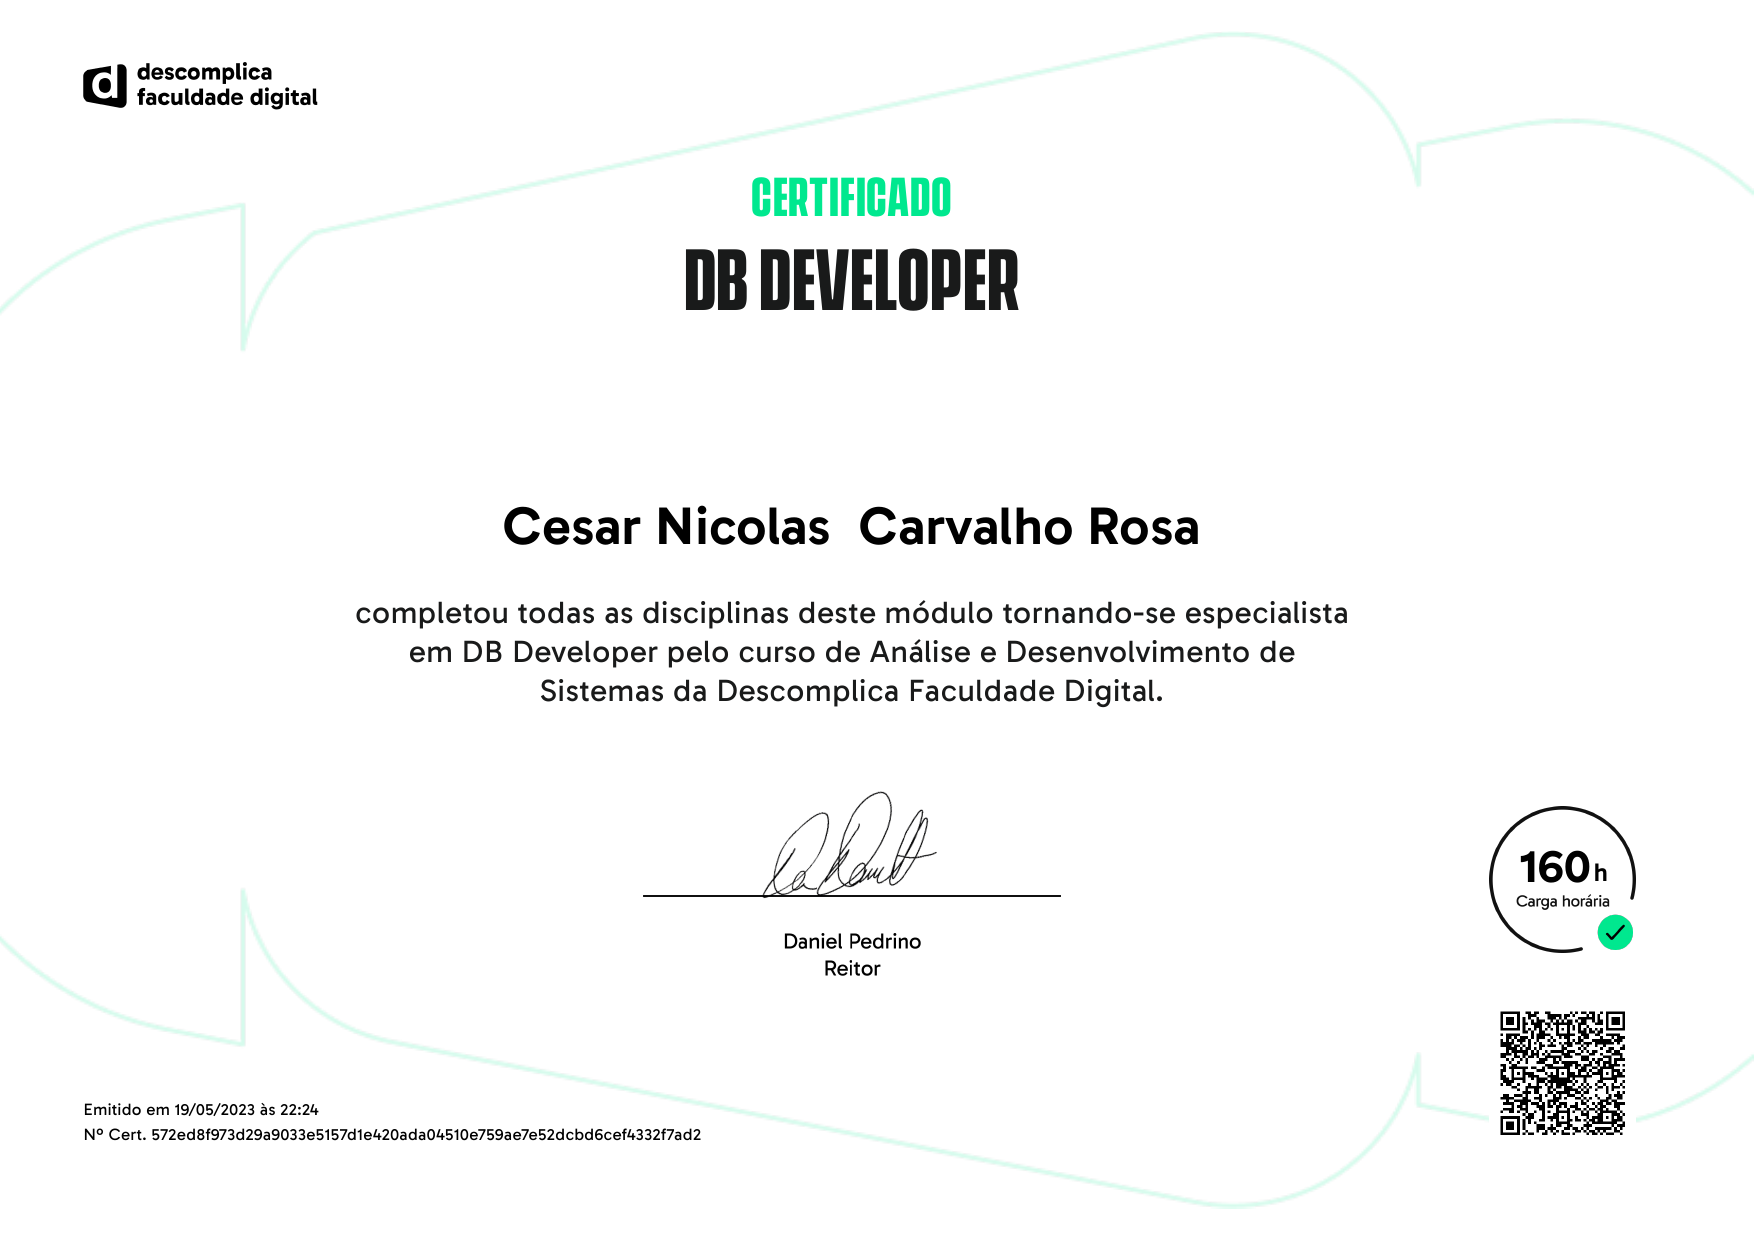 descomplica
faculdade digital
CERTIFICADO
DB DEVELOPER
Cesar Nicolas  Carvalho Rosa
completou todas as disciplinas deste módulo tornando-se especialista
em DB Developer pelo curso de Análise e Desenvolvimento de
Sistemas da Descomplica Faculdade Digital.
160 h
Carga horária
Daniel Pedrino
Reitor
Emitido em 19/05/2023 às 22:24
Nº Cert. 572ed8f973d29a9033e5157d1e420ada04510e759ae7e52dcbd6cef4332f7ad2